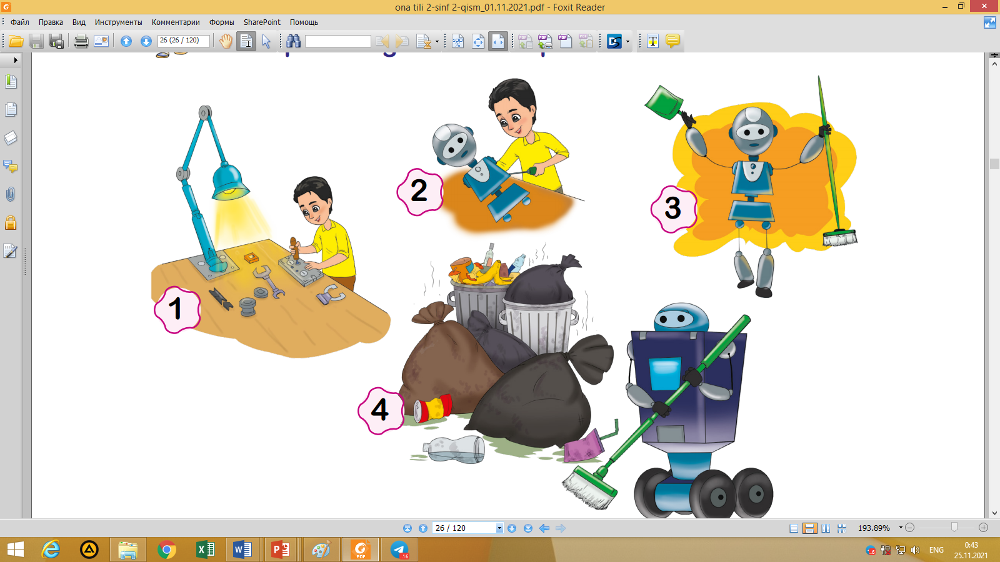 ona tili 2-sinf 2-qism_01.11.2021.pdf - Foxit Reader
Файл Правка Вид Инструменты Комментарии Формы SharePoint Помощь
26 (26 / 120)
1
2
3
4
26 / 120
193.89%
ENG
0:43
25.11.2021